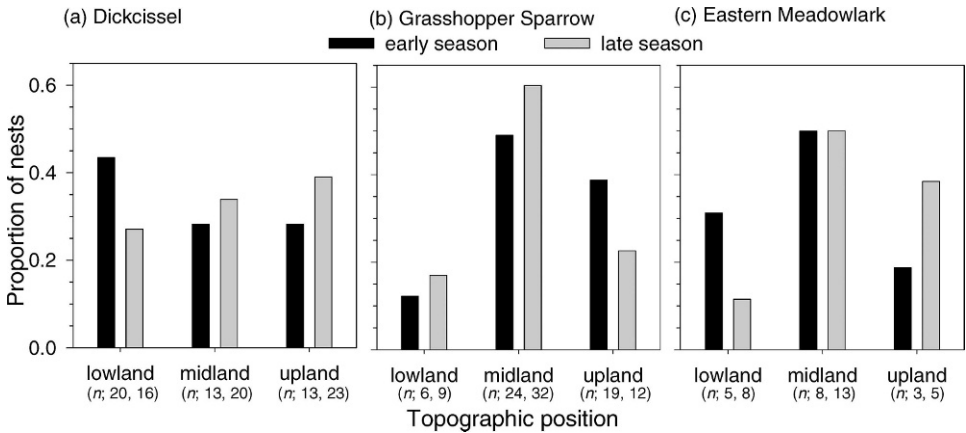 (a) Dickcissel
(b) Grasshopper Sparrow
(c) Eastern Meadowlark
early season
late season
Proportion of nests
0.6
0.4
0.2
0.0
lowland
midland
upland
(n; 20, 16)
(n; 13, 20)
(n; 13, 23)
lowland
midland
upland
(n; 6, 9)
(n; 24, 32)
(n; 19, 12)
lowland
midland
upland
(n; 5, 8)
(n; 8, 13)
(n; 3, 5)
Topographic position